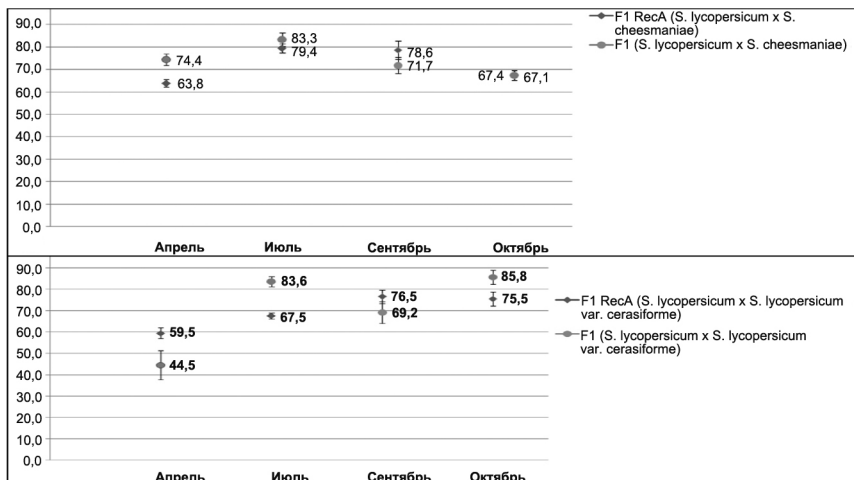 90,0
80,0
70,0
60,0
50,0
40,0
30,0
20,0
10,0
0,0
74,4
63,8
83,3
79,4
78,6
71,7
67,4
67,1
Апрель
Июль
Сентябрь
Октябрь
F1 RecA (S. lycopersicum x S.
cheesmaniae)
F1 (S. lycopersicum x S. cheesmaniae)
90,0
80,0
70,0
60,0
50,0
40,0
30,0
20,0
10,0
0,0
59,5
44,5
83,6
67,5
76,5
69,2
85,8
75,5
Апрель
Июль
Сентябрь
Октябрь
F1 RecA (S. lycopersicum x S. lycopersicum
var. cerasiforme)
F1 (S. lycopersicum x S. lycopersicum
var. cerasiforme)